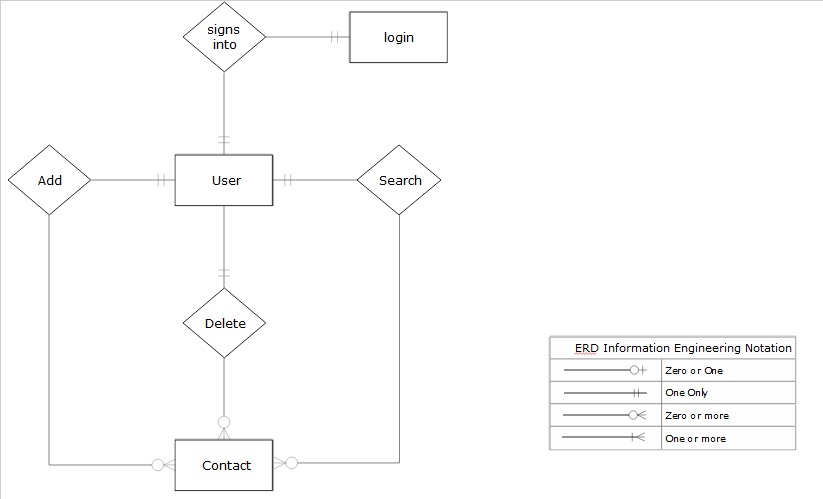 signs
into
login
Add
User
Search
Delete
Contact
ERD Information Engineering Notation
Zero or One
One Only
Zero or more
One or more